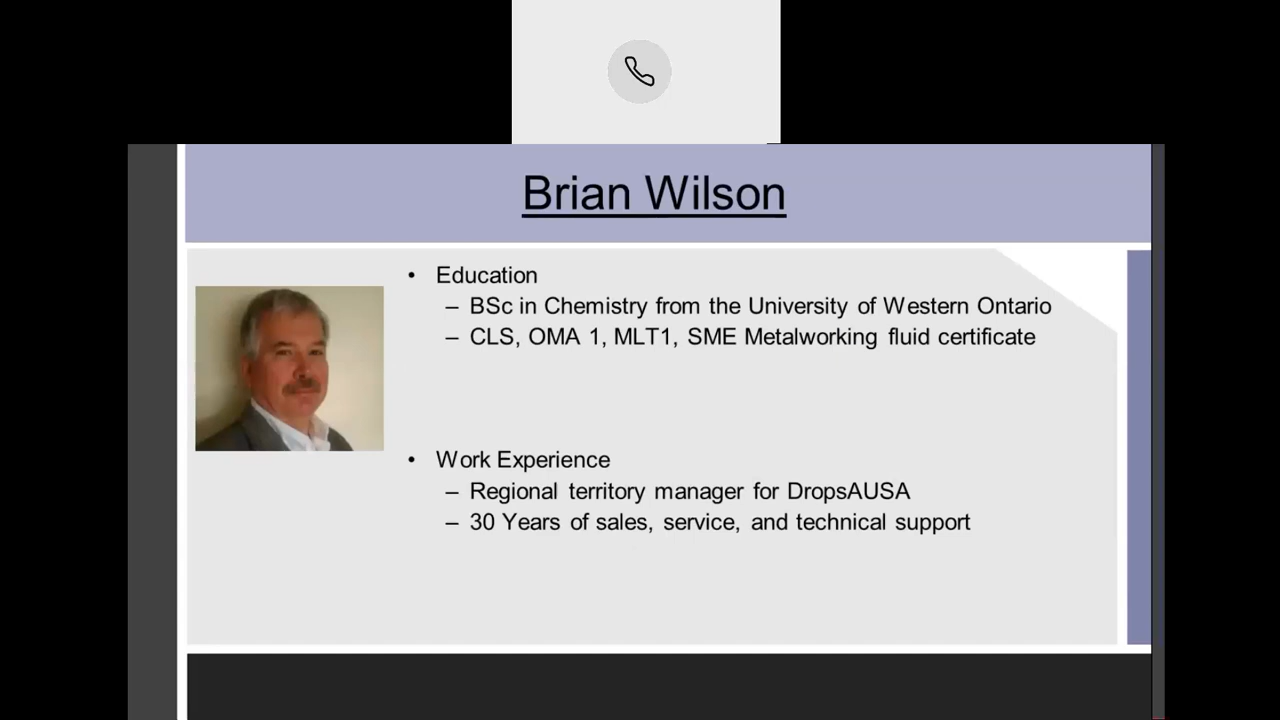 Brian Wilson
• Education
– BSc in Chemistry from the University of Western Ontario
– CLS, OMA 1, MLT1, SME Metalworking fluid certificate
• Work Experience
– Regional territory manager for DropsAUSA
– 30 Years of sales, service, and technical support